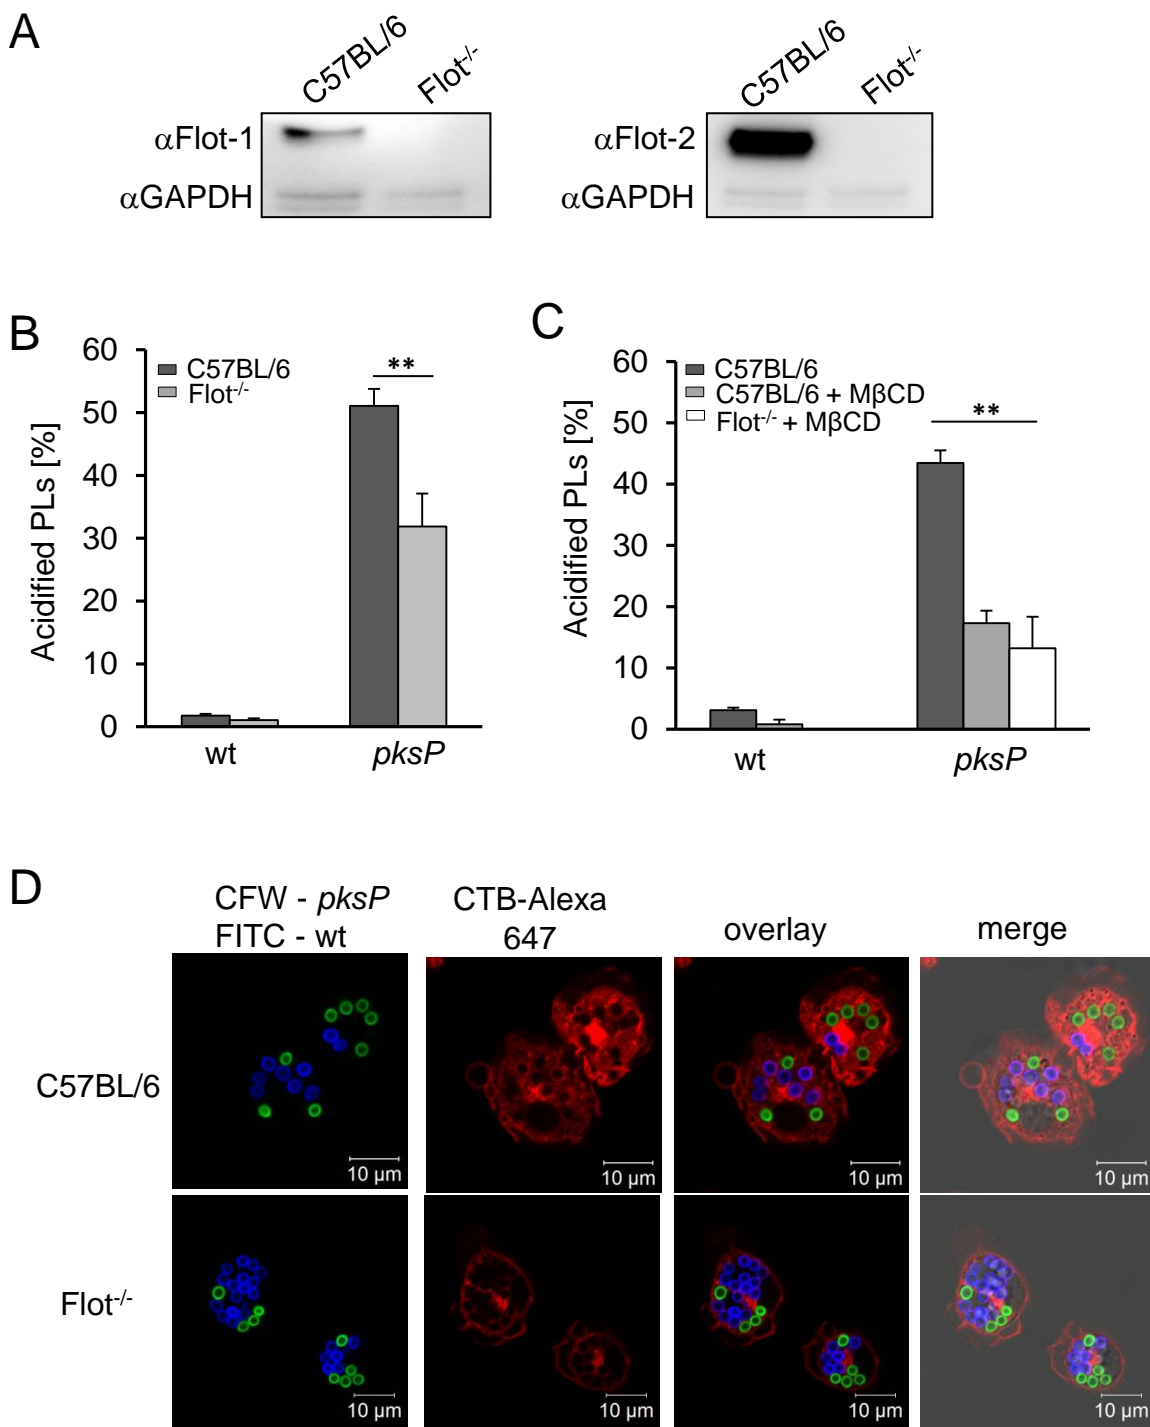 A
C57BL/6
Flot-/-
C57BL/6
Flot-/-
αFlot-1
αGAPDH
αFlot-2
αGAPDH
B
60
50
40
30
20
10
0
Acidified PLs [%]
C57BL/6
Flot-/-
**
wt
pksP
C
60
50
40
30
20
10
0
Acidified PLs [%]
C57BL/6
C57BL/6 + MβCD
Flot-/- + MβCD
**
wt
pksP
D
CFW - pksP
FITC - wt
CTB-Alexa
647
overlay
merge
C57BL/6
10 µm
10 µm
10 µm
10 µm
Flot-/-
10 µm
10 µm
10 µm
10 µm